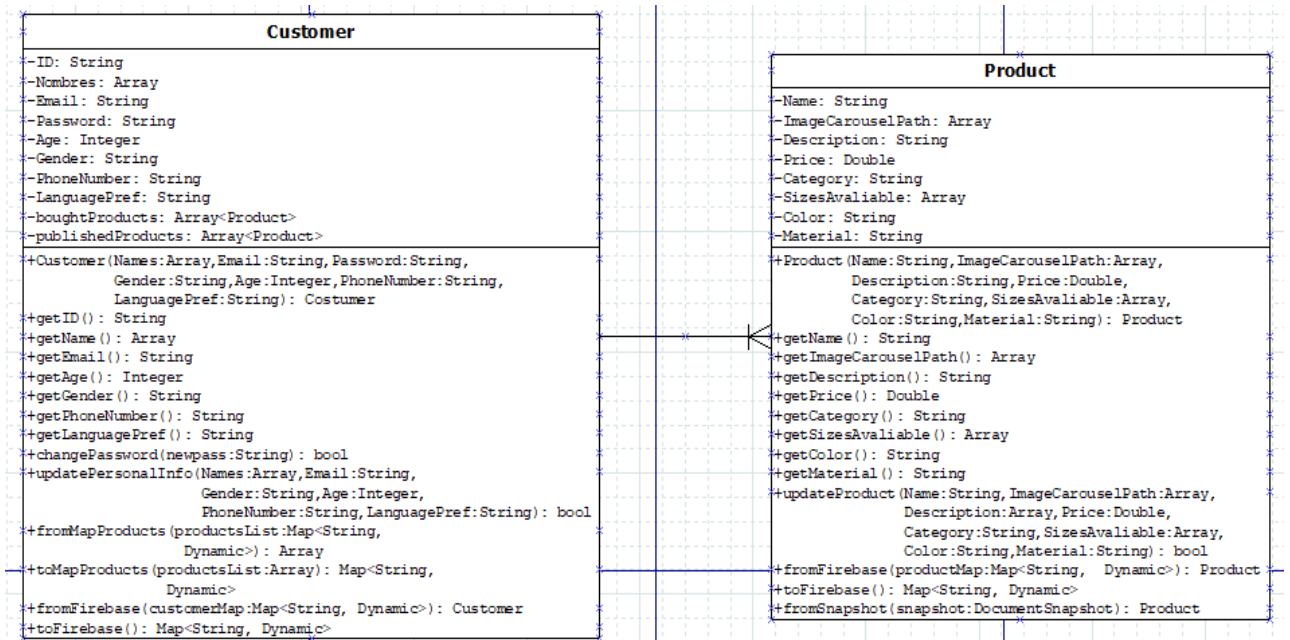 Customer
-ID: String
-Nombres: Array
-Email: String
-Password: String
-Age: Integer
-Gender: String
-PhoneNumber: String
-LanguagePref: String
-boughtProducts: Array<Product>
-publishedProducts: Array<Product>
+Customer(Names:Array,Email:String,Password:String,
Gender:String,Age:Integer,PhoneNumber:String,
LanguagePref:String): Costumer
+getID(): String
+getName(): Array
+getEmail(): String
+getAge(): Integer
+getGender(): String
+getPhoneNumber(): String
+getLanguagePref(): String
+changePassword(newpass:String): bool
+updatePersonalInfo(Names:Array,Email:String,
Gender:String,Age:Integer,
PhoneNumber:String,LanguagePref:String): bool
+fromMapProducts(productsList:Map<String,
Dynamic>): Array
+toMapProducts(productsList:Array): Map<String,
Dynamic>
+fromFirebase(customerMap:Map<String, Dynamic>): Customer
+toFirebase(): Map<String, Dynamic>
Product
-Name: String
-ImageCarouselPath: Array
-Description: String
-Price: Double
-Category: String
-SizesAvaliable: Array
-Color: String
-Material: String
+Product(Name:String,ImageCarouselPath:Array,
Description:String,Price:Double,
Category:String,SizesAvaliable:Array,
Color:String,Material:String): Product
+getName(): String
+getImageCarouselPath(): Array
+getDescription(): String
+getPrice(): Double
+getCategory(): String
+getSizesAvaliable(): Array
+getColor(): String
+getMaterial(): String
+updateProduct(Name:String,ImageCarouselPath:Array,
Description:Array,Price:Double,
Category:String,SizesAvaliable:Array,
Color:String,Material:String): bool
+fromFirebase(productMap:Map<String, Dynamic>): Product
+toFirebase(): Map<String, Dynamic>
+fromSnapshot(snapshot:DocumentSnapshot): Product